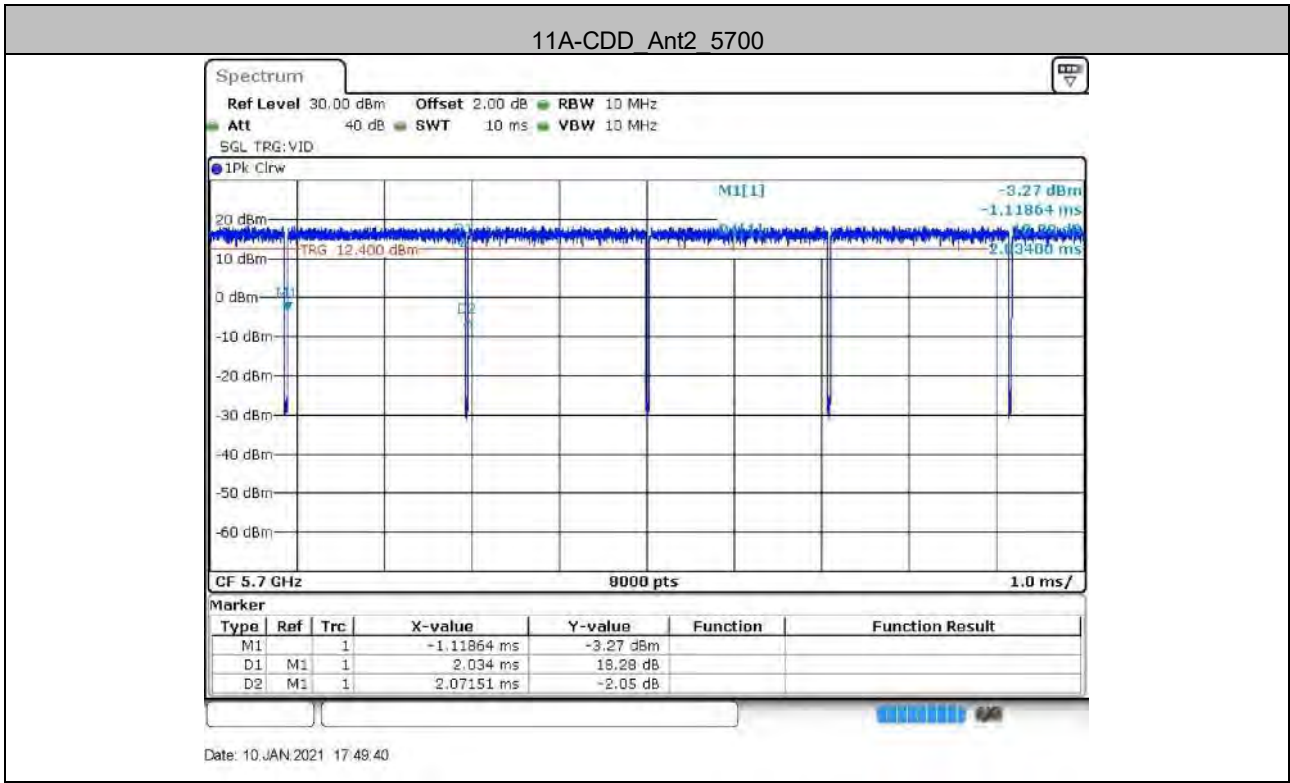 11A-CDD_Ant2_5700
Spectrum
Ref Level 30.00 dBm Offset 2.00 dB RBW 10 MHz
Att 40 dB SWT 10 ms VBW 10 MHz
SGL TRG:VID
1Pk Clrw
M1[1] -3.27 dBm
-1.11864 ms
20 dBm
2.03400 ms
TRG 12.400 dBm
10 dBm
0 dBm
M1
D2
-10 dBm
-20 dBm
-30 dBm
-40 dBm
-50 dBm
-60 dBm
CF 5.7 GHz 8000 pts 1.0 ms/
Marker
Type Ref Trc X-value Y-value Function Function Result
M1 1 -1.11864 ms -3.27 dBm
D1 M1 1 2.034 ms 18.28 dB
D2 M1 1 2.07151 ms -2.05 dB
Date: 10.JAN.2021 17:49:40